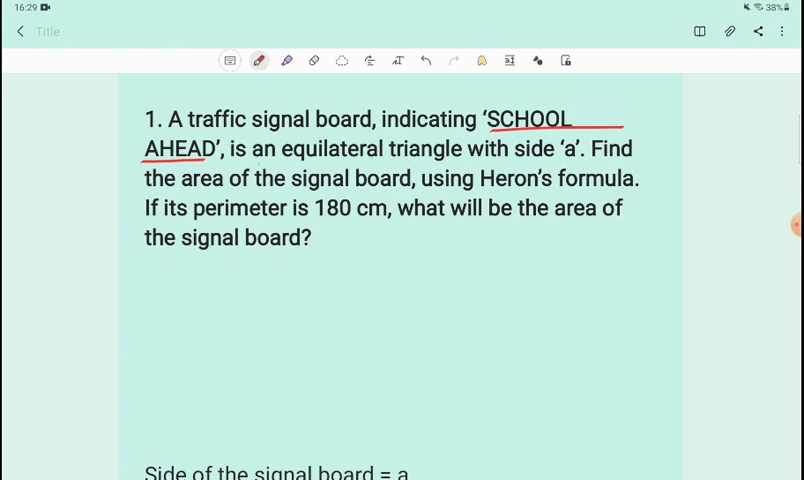 16:29 38%
Title
1. A traffic signal board, indicating ‘SCHOOL
AHEAD’, is an equilateral triangle with side ‘a’. Find
the area of the signal board, using Heron’s formula.
If its perimeter is 180 cm, what will be the area of
the signal board?
Side of the signal board = a